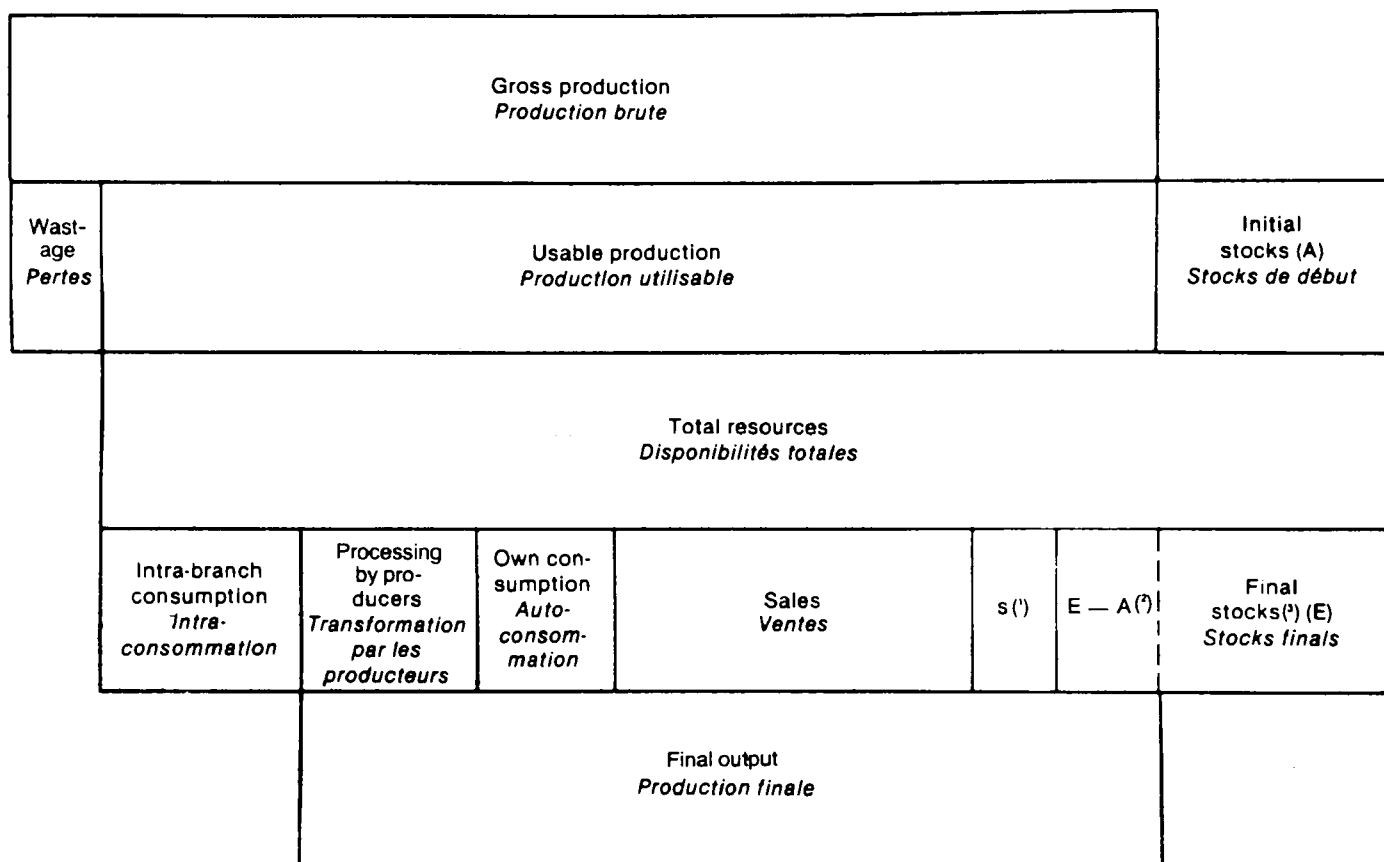 Gross production
Production brute
Wast-
age
Pertes
Usable production
Production utilisable
Initial
stocks (A)
Stocks de début
Total resources
Disponibilités totales
Intra-branch
consumption
Intra-
consommation
Processing
by pro-
ducers
Transformation
par les
producteurs
Own con-
sumption
Auto-
consom-
mation
Sales
Ventes
s (¹)
E — A (²)
Final
stocks(³) (E)
Stocks finals
Final output
Production finale